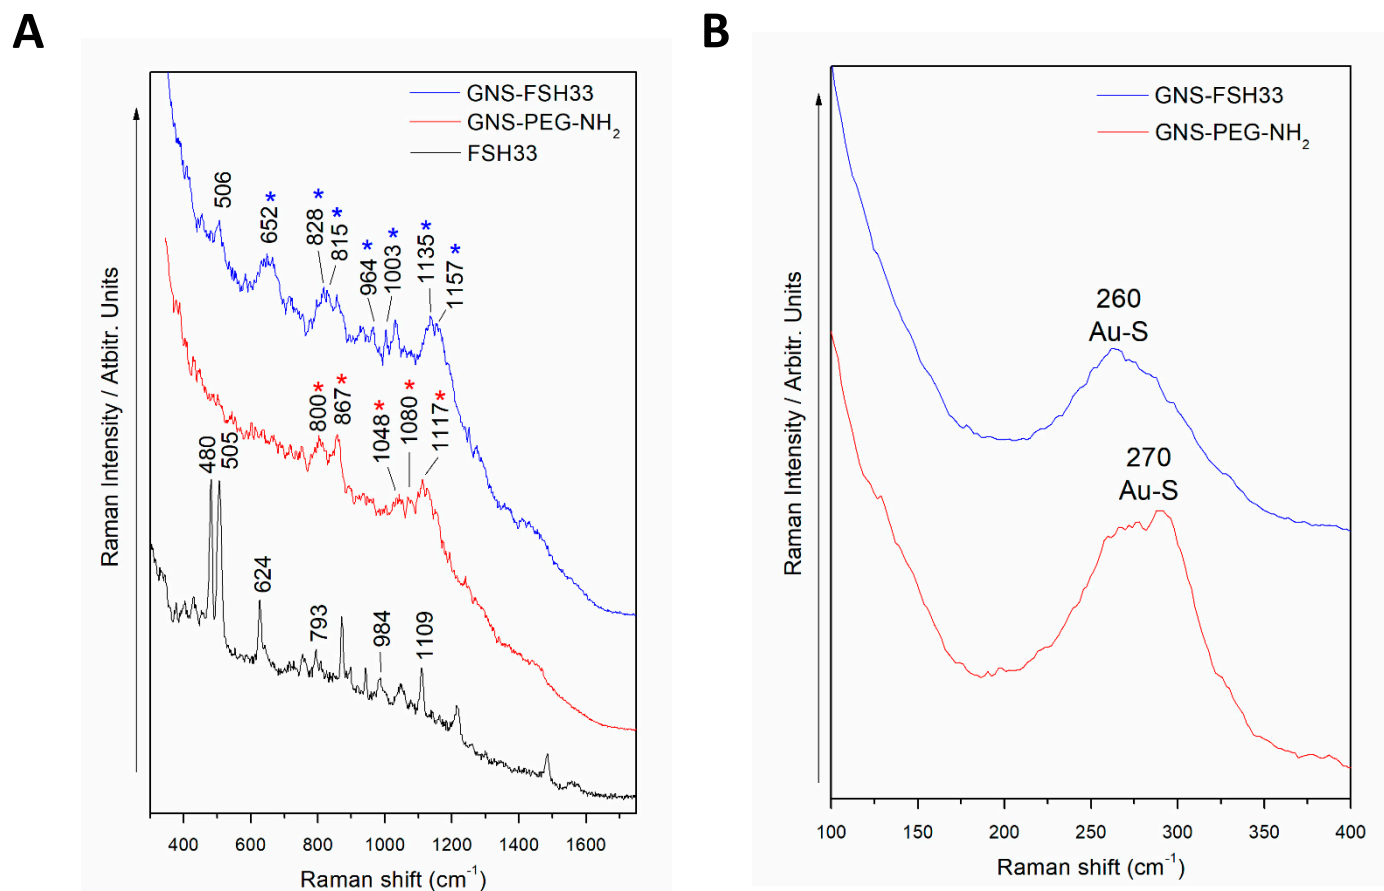 A
GNS-FSH33
GNS-PEG-NH₂
FSH33
506
652*
828*
815*
964*
1003*
1135*
1157*
800*
867*
1048*
1080*
1117*
480
505
624
793
984
1109
Raman Intensity / Atbitr. Units
400 600 800 1000 1200 1400 1600
Raman shift (cm⁻¹)
B
GNS-FSH33
GNS-PEG-NH₂
260
Au-S
270
Au-S
Raman Intensity / Arbitr. Units
100 150 200 250 300 350 400
Raman shift (cm⁻¹)